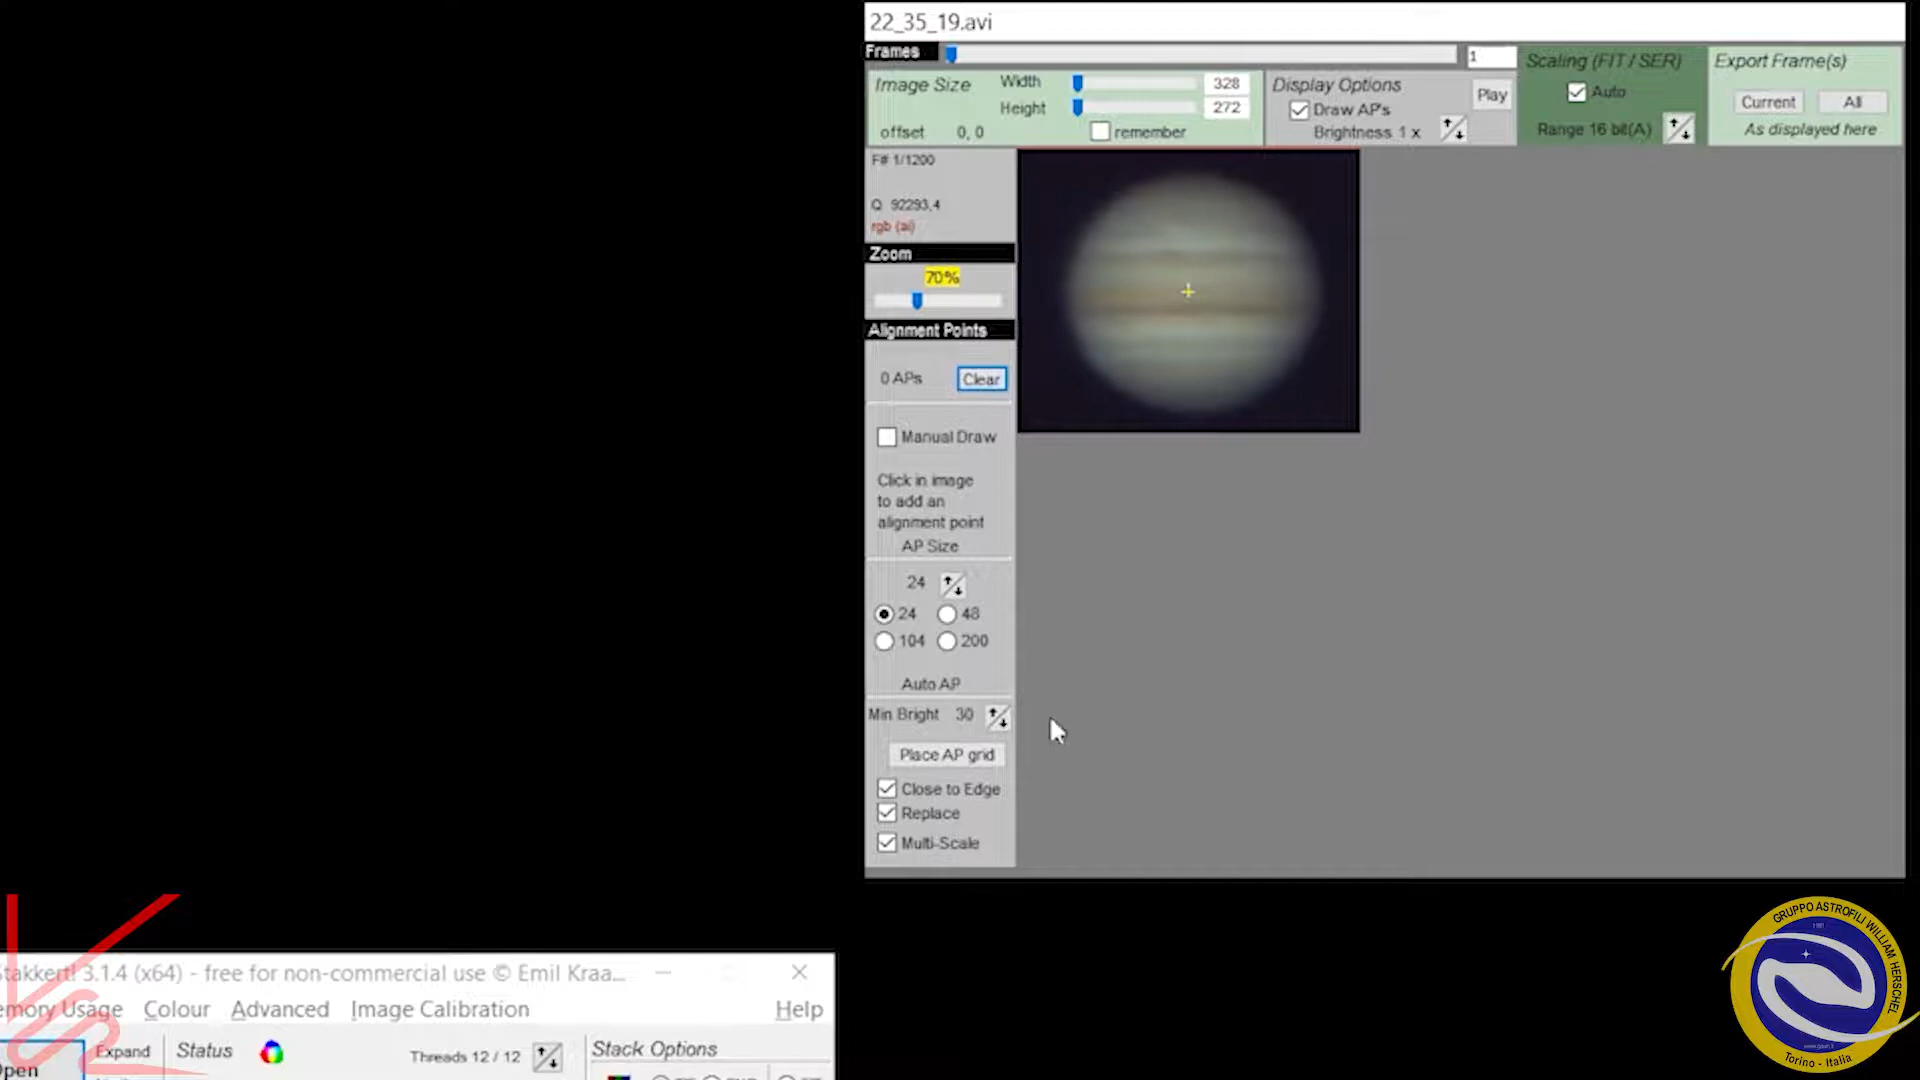 22_35_19.avi
Frames 1
Image Size Width 328
Height 272
offset 0, 0 remember
Display Options Play
Draw AP's
Brightness 1 x
Scaling (FIT / SER)
Auto
Range 16 bit(A)
Export Frame(s)
Current All
As displayed here
F# 1/1200
Q 92293,4
rgb (ai)
Zoom
70%
Alignment Points
0 APs Clear
Manual Draw
Click in image
to add an
alignment point
AP Size
24
24 48
104 200
Auto AP
Min Bright 30
Place AP grid
Close to Edge
Replace
Multi-Scale
takkert! 3.1.4 (x64) - free for non-commercial use © Emil Kraa...
emory Usage Colour Advanced Image Calibration Help
Open Expand Status Threads 12 / 12 Stack Options
GRUPPO ASTROFILI WILLIAM HERSCHEL
Torino - Italia